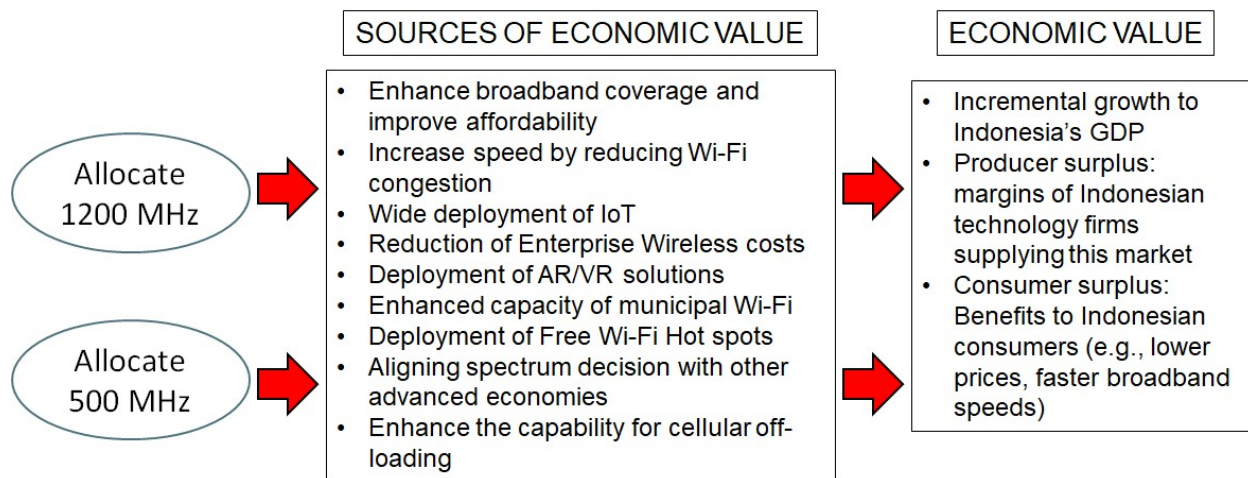 SOURCES OF ECONOMIC VALUE
ECONOMIC VALUE
Allocate
1200 MHz
Allocate
500 MHz
• Enhance broadband coverage and
improve affordability
• Increase speed by reducing Wi-Fi
congestion
• Wide deployment of IoT
• Reduction of Enterprise Wireless costs
• Deployment of AR/VR solutions
• Enhanced capacity of municipal Wi-Fi
• Deployment of Free Wi-Fi Hot spots
• Aligning spectrum decision with other
advanced economies
• Enhance the capability for cellular off-
loading
• Incremental growth to
Indonesia's GDP
• Producer surplus:
margins of Indonesian
technology firms
supplying this market
• Consumer surplus:
Benefits to Indonesian
consumers (e.g., lower
prices, faster broadband
speeds)